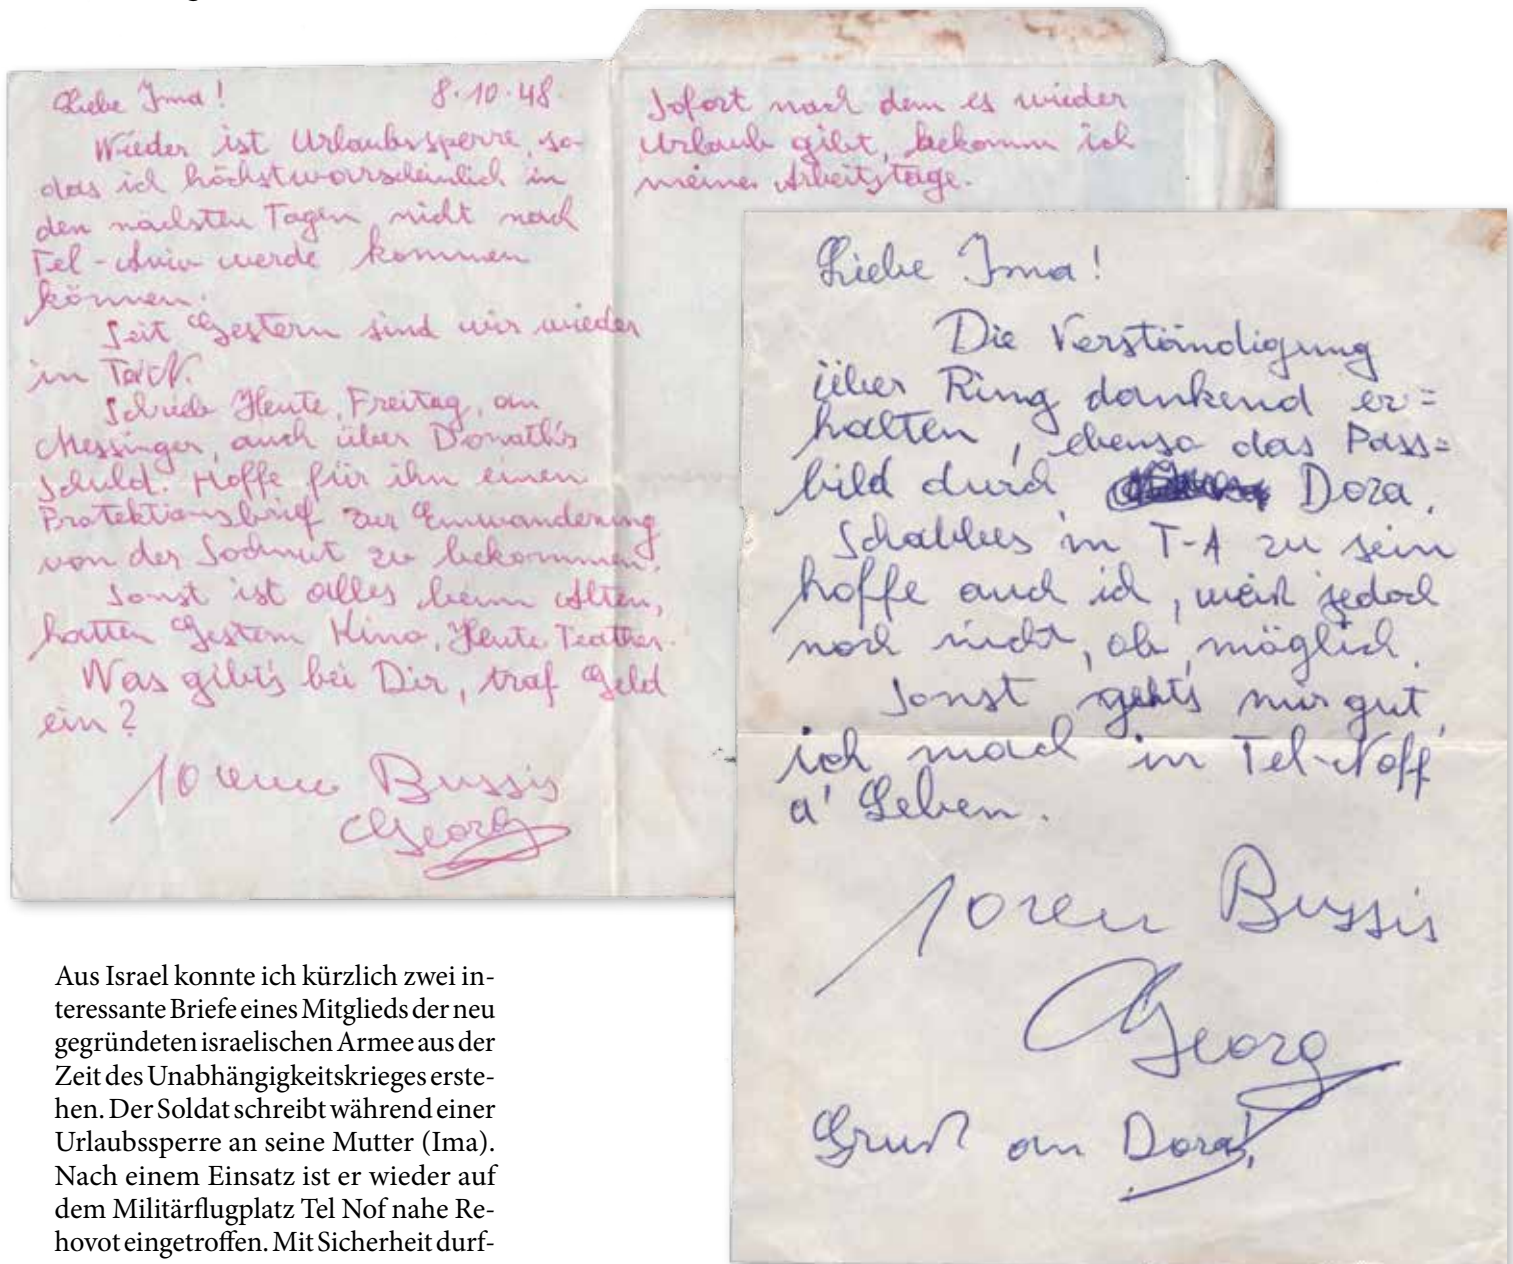 Liebe Ima! 8·10·48.
Wieder ist Urlaubssperre, so-
das ich höchstworscheinlich in
den nächsten Tagen nicht nach
Tel-Aviv werde kommen
können.
Seit Gestern sind wir wieder
in
Schrieb Heute, Freitag, an
Messinger, auch über Donath's
Schuld. Hoffe für ihn einen
Protektionsbrief zur Einwanderung
von der Sochnut zu bekommen.
Sonst ist alles beim Alten,
hatten Gestern Kino, Heute Teather.
Was gibt's bei Dir, traf Geld
ein?
Bussis
Georg
Sofort nach dem es wieder
Urlaub gibt, bekomm ich
meine Arbeitstage.
Liebe Ima!
Die Verständigung
über Ring dankend er=
halten, ebenso das Pass=
bild durch Dora.
Schabbes in T-A zu sein
hoffe auch ich, weiß jedoch
noch nicht, ob möglich.
Sonst geht's mir gut,
ich mach in Tel-Noff
a' Leben.
Bussis
Georg
Gruß an Dora!
Aus Israel konnte ich kürzlich zwei in-
teressante Briefe eines Mitglieds der neu
gegründeten israelischen Armee aus der
Zeit des Unabhängigkeitskrieges erste-
hen. Der Soldat schreibt während einer
Urlaubssperre an seine Mutter (Ima).
Nach einem Einsatz ist er wieder auf
dem Militärflugplatz Tel Nof nahe Re-
hovot eingetroffen. Mit Sicherheit durf-